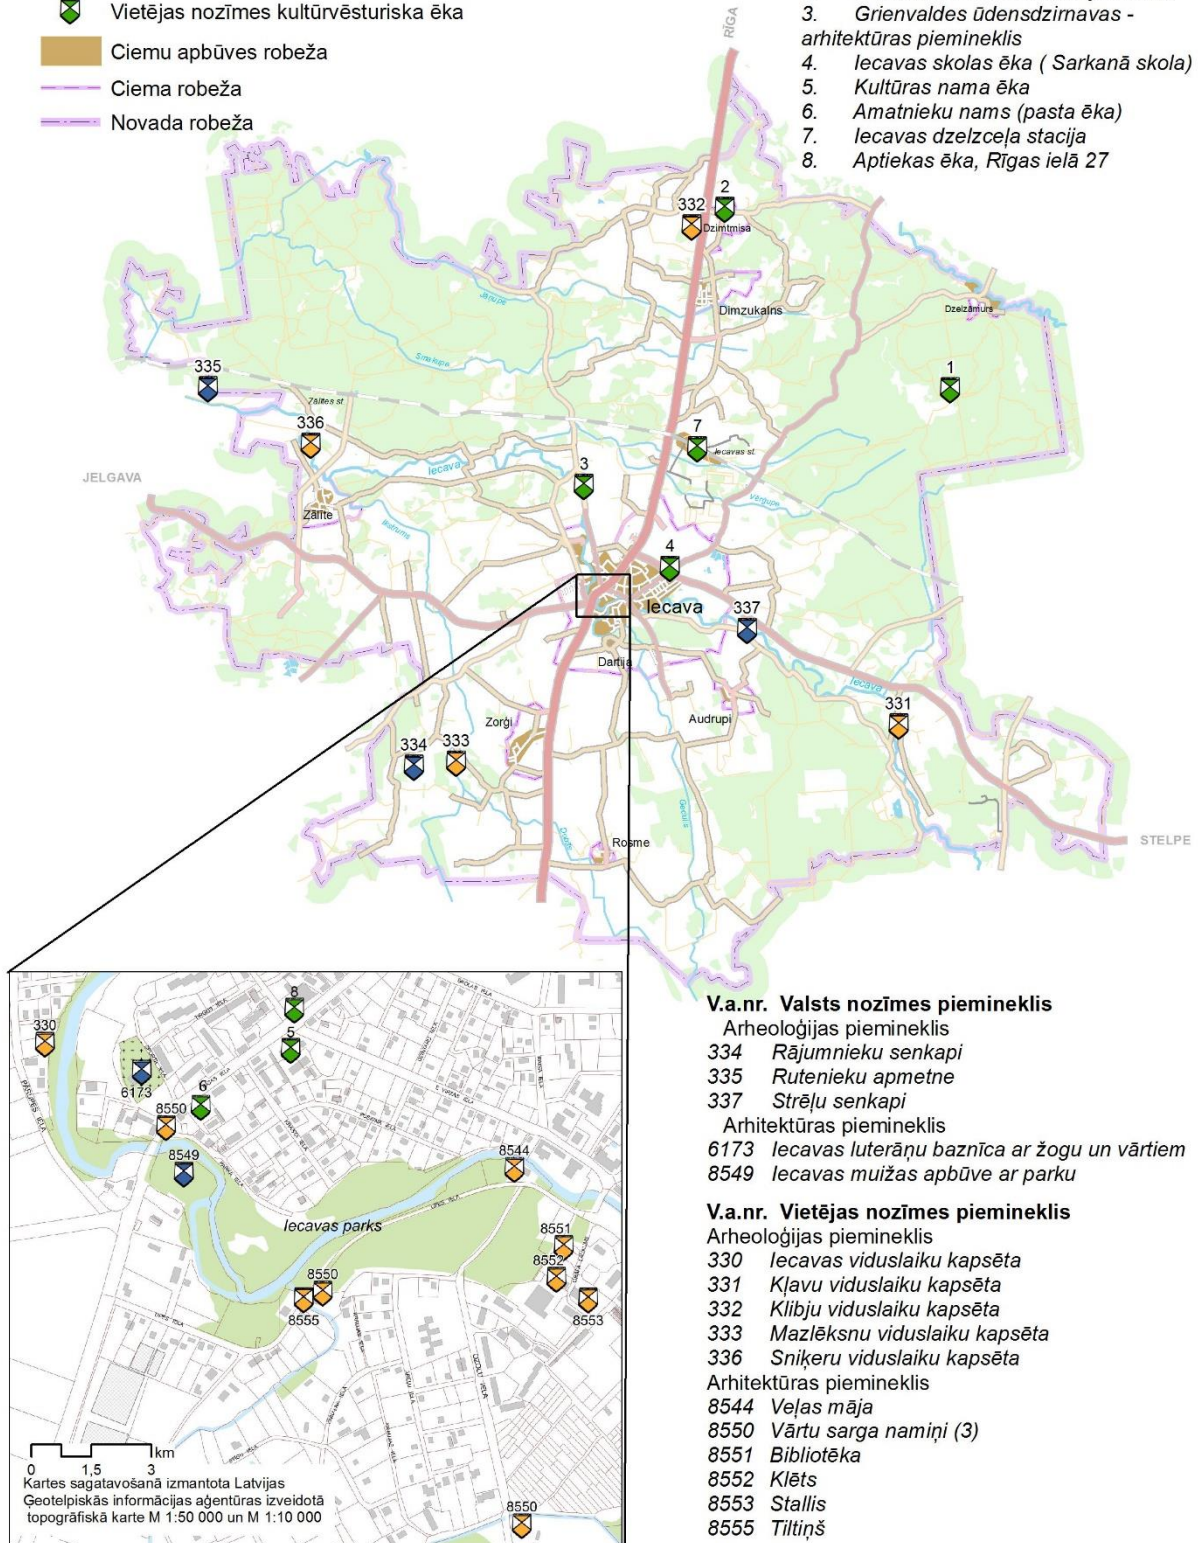 Vietējas nozīmes kultūrvēsturiska ēka
Ciemu apbūves robeža
Ciema robeža
Novada robeža
3. Grienvaldes ūdensdzirnavas -
arhitektūras piemineklis
4. Iecavas skolas ēka ( Sarkanā skola)
5. Kultūras nama ēka
6. Amatnieku nams (pasta ēka)
7. Iecavas dzelzceļa stacija
8. Aptiekas ēka, Rīgas ielā 27
RĪGA
2
332
Dzimtmisa
Dimzukalns
Dzelzāmurs
Smakupe
335
1
Zālītes st
336
7
Iecavas st.
JELGAVA
Iecava
3
Zālīte
4
Iecava
337
Dartija
Iecava
331
Zorģi
Audrupi
334
333
Rosme
STELPE
8
330
5
6173
6
8550
8549
8544
Iecavas parks
8551
8552
8550
8555
8553
8550
km
0 1,5 3
Kartes sagatavošanā izmantota Latvijas
Ģeotelpiskās informācijas aģentūras izveidotā
topogrāfiskā karte M 1:50 000 un M 1:10 000
V.a.nr. Valsts nozīmes piemineklis
Arheoloģijas piemineklis
334 Rājumnieku senkapi
335 Rutenieku apmetne
337 Strēļu senkapi
Arhitektūras piemineklis
6173 Iecavas luterāņu baznīca ar žogu un vārtiem
8549 Iecavas muižas apbūve ar parku
V.a.nr. Vietējas nozīmes piemineklis
Arheoloģijas piemineklis
330 Iecavas viduslaiku kapsēta
331 Kļavu viduslaiku kapsēta
332 Klibju viduslaiku kapsēta
333 Mazlēksnu viduslaiku kapsēta
336 Sniķeru viduslaiku kapsēta
Arhitektūras piemineklis
8544 Veļas māja
8550 Vārtu sarga namiņi (3)
8551 Bibliotēka
8552 Klēts
8553 Stallis
8555 Tiltiņš